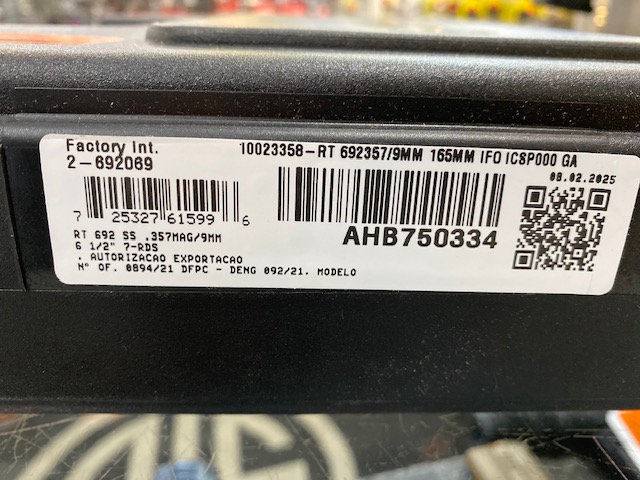 Factory Int.
2-692069
10023358-RT 692357/9MM 165MM IFO IC8P000 GA
08.02.2025
7 25327 61599 6
AHB750334
RT 692 SS .357MAG/9MM
6 1/2" 7-RDS
. AUTORIZACAO EXPORTACAO
Nº OF. 0894/21 DFPC - DENG 092/21. MODELO